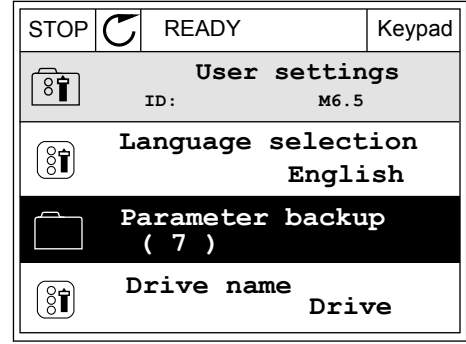 STOP READY Keypad
User settings
ID: M6.5
Language selection
English
Parameter backup
( 7 )
Drive name
Drive